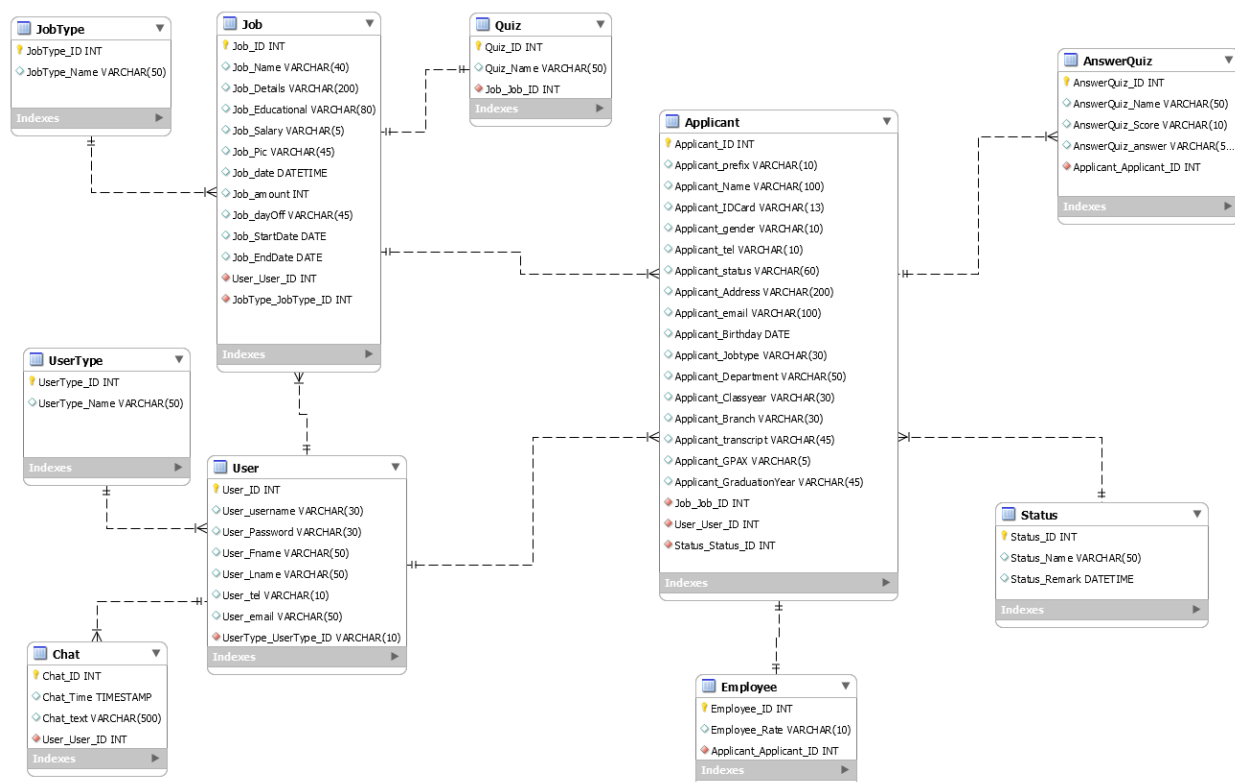 JobType
JobType_ID INT
JobType_Name VARCHAR(50)
Indexes
Job
Job_ID INT
Job_Name VARCHAR(40)
Job_Details VARCHAR(200)
Job_Educational VARCHAR(80)
Job_Salary VARCHAR(5)
Job_Pic VARCHAR(45)
Job_date DATETIME
Job_amount INT
Job_dayOff VARCHAR(45)
Job_StartDate DATE
Job_EndDate DATE
User_User_ID INT
JobType_JobType_ID INT
Indexes
Quiz
Quiz_ID INT
Quiz_Name VARCHAR(50)
Job_Job_ID INT
Indexes
Applicant
Applicant_ID INT
Applicant_prefix VARCHAR(10)
Applicant_Name VARCHAR(100)
Applicant_IDCard VARCHAR(13)
Applicant_gender VARCHAR(10)
Applicant_tel VARCHAR(10)
Applicant_status VARCHAR(60)
Applicant_Address VARCHAR(200)
Applicant_email VARCHAR(100)
Applicant_Birthday DATE
Applicant_Jobtype VARCHAR(30)
Applicant_Department VARCHAR(50)
Applicant_Classyear VARCHAR(30)
Applicant_Branch VARCHAR(30)
Applicant_transcript VARCHAR(45)
Applicant_GPAX VARCHAR(5)
Applicant_GraduationYear VARCHAR(45)
Job_Job_ID INT
User_User_ID INT
Status_Status_ID INT
Indexes
AnswerQuiz
AnswerQuiz_ID INT
AnswerQuiz_Name VARCHAR(50)
AnswerQuiz_Score VARCHAR(10)
AnswerQuiz_answer VARCHAR(5...
Applicant_Applicant_ID INT
Indexes
UserType
UserType_ID INT
UserType_Name VARCHAR(50)
Indexes
User
User_ID INT
User_username VARCHAR(30)
User_Password VARCHAR(30)
User_Fname VARCHAR(50)
User_Lname VARCHAR(50)
User_tel VARCHAR(10)
User_email VARCHAR(50)
UserType_UserType_ID VARCHAR(10)
Indexes
Status
Status_ID INT
Status_Name VARCHAR(50)
Status_Remark DATETIME
Indexes
Chat
Chat_ID INT
Chat_Time TIMESTAMP
Chat_text VARCHAR(500)
User_User_ID INT
Indexes
Employee
Employee_ID INT
Employee_Rate VARCHAR(10)
Applicant_Applicant_ID INT
Indexes